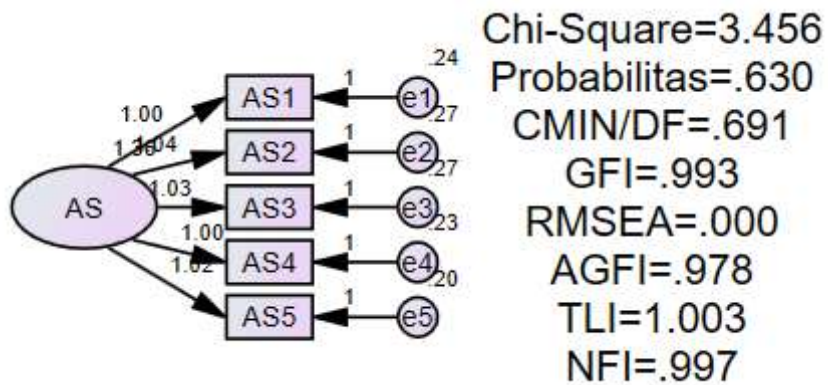 Chi-Square=3.456
Probabilitas=.630
CMIN/DF=.691
GFI=.993
RMSEA=.000
AGFI=.978
TLI=1.003
NFI=.997
AS
1.00
AS1
1
e1
.24
1.04
AS2
1
e2
.27
1.03
AS3
1
e3
.27
1.00
AS4
1
e4
.23
1.02
AS5
1
e5
.20